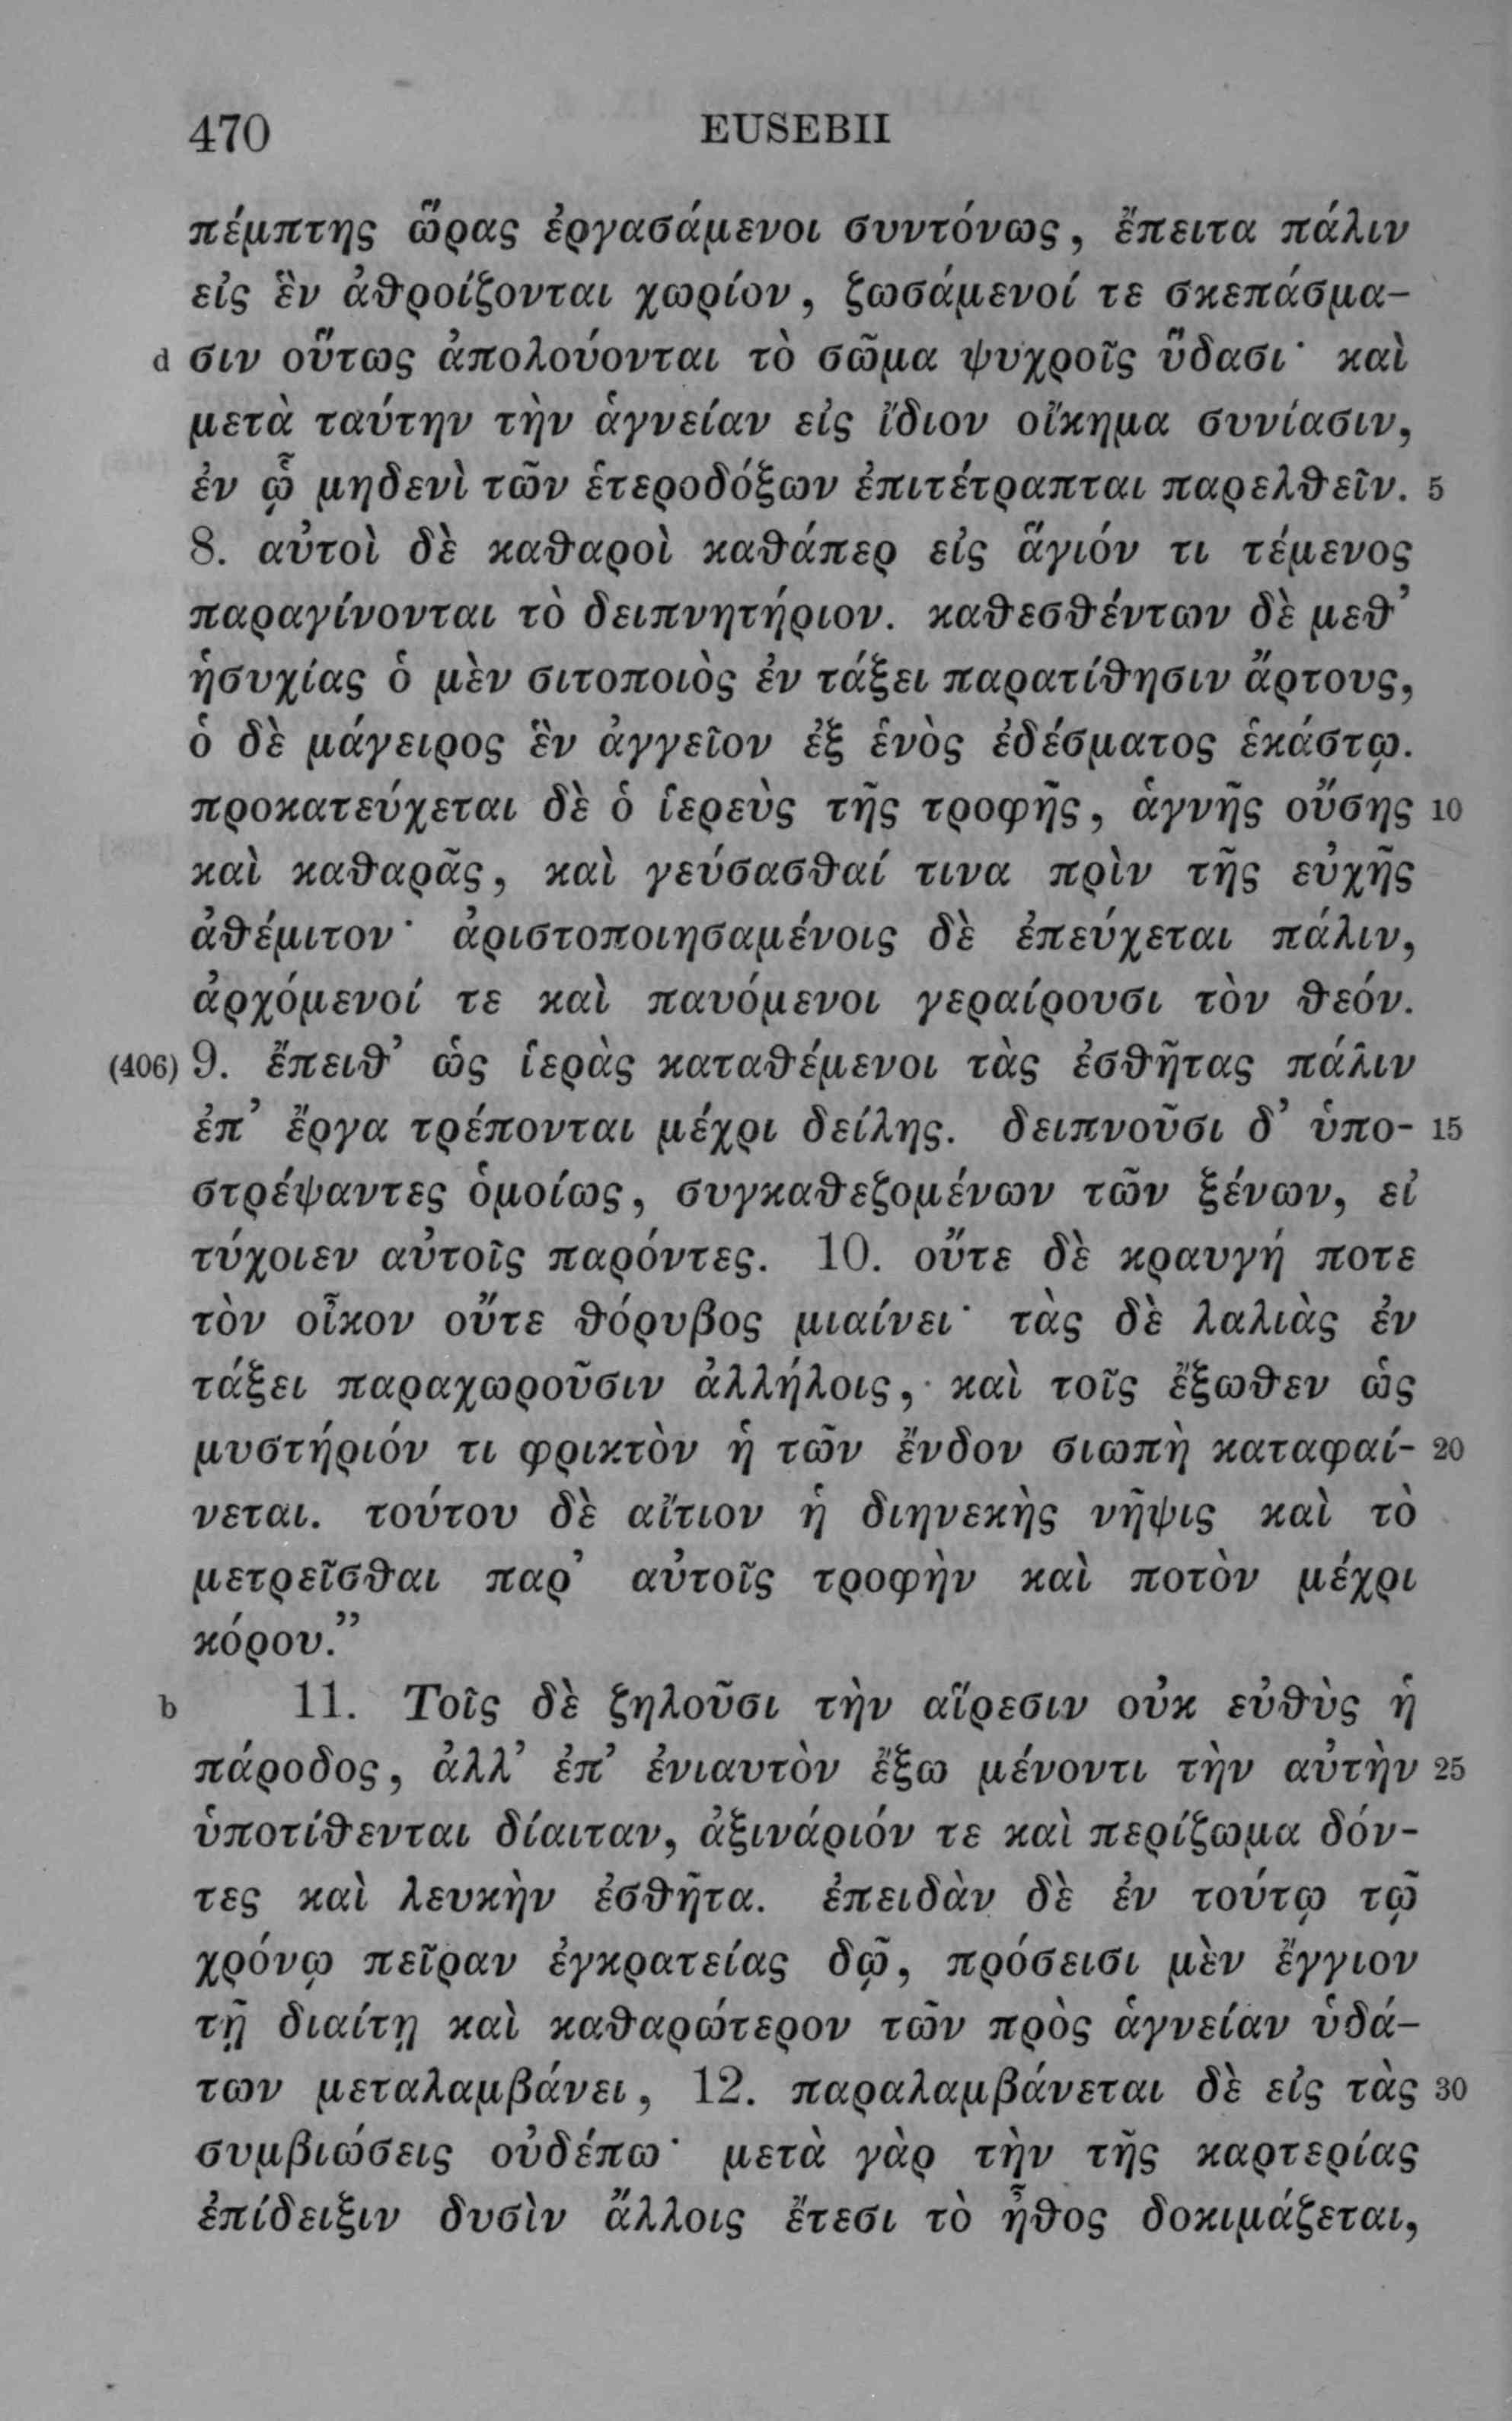 470 EUSEBII
πέμπτης ὥρας ἐργασάμενοι συντόνως, ἔπειτα πάλιν
εἰς ἓν ἀθροίζονται χωρίον, ζωσάμενοί τε σκεπάσμα-
d σιν οὕτως ἀπολούονται τὸ σῶμα ψυχροῖς ὕδασι· καὶ
μετὰ ταύτην τὴν ἁγνείαν εἰς ἴδιον οἴκημα συνίασιν,
ἐν ᾧ μηδενὶ τῶν ἑτεροδόξων ἐπιτέτραπται παρελθεῖν. 5
8. αὐτοὶ δὲ καθαροὶ καθάπερ εἰς ἅγιόν τι τέμενος
παραγίνονται τὸ δειπνητήριον. καθεσθέντων δὲ μεθ’
ἡσυχίας ὁ μὲν σιτοποιὸς ἐν τάξει παρατίθησιν ἄρτους,
ὁ δὲ μάγειρος ἓν ἀγγεῖον ἐξ ἑνὸς ἐδέσματος ἑκάστῳ.
προκατεύχεται δὲ ὁ ἱερεὺς τῆς τροφῆς, ἁγνῆς οὔσης 10
καὶ καθαρᾶς, καὶ γεύσασθαί τινα πρὶν τῆς εὐχῆς
ἀθέμιτον· ἀριστοποιησαμένοις δὲ ἐπεύχεται πάλιν,
ἀρχόμενοί τε καὶ παυόμενοι γεραίρουσι τὸν θεόν.
(406) 9. ἔπειθ’ ὡς ἱερὰς καταθέμενοι τὰς ἐσθῆτας πάλιν
ἐπ’ ἔργα τρέπονται μέχρι δείλης. δειπνοῦσι δ’ ὑπο- 15
στρέψαντες ὁμοίως, συγκαθεζομένων τῶν ξένων, εἰ
τύχοιεν αὐτοῖς παρόντες. 10. οὔτε δὲ κραυγή ποτε
τὸν οἶκον οὔτε θόρυβος μιαίνει· τὰς δὲ λαλιὰς ἐν
τάξει παραχωροῦσιν ἀλλήλοις, καὶ τοῖς ἔξωθεν ὡς
μυστήριόν τι φρικτὸν ἡ τῶν ἔνδον σιωπὴ καταφαί- 20
νεται. τούτου δὲ αἴτιον ἡ διηνεκὴς νῆψις καὶ τὸ
μετρεῖσθαι παρ’ αὐτοῖς τροφὴν καὶ ποτὸν μέχρι
κόρου.”
b 11. Τοῖς δὲ ζηλοῦσι τὴν αἵρεσιν οὐκ εὐθὺς ἡ
πάροδος, ἀλλ’ ἐπ’ ἐνιαυτὸν ἔξω μένοντι τὴν αὐτὴν 25
ὑποτίθενται δίαιταν, ἀξινάριόν τε καὶ περίζωμα δόν-
τες καὶ λευκὴν ἐσθῆτα. ἐπειδὰν δὲ ἐν τούτῳ τῷ
χρόνῳ πεῖραν ἐγκρατείας δῷ, πρόσεισι μὲν ἔγγιον
τῇ διαίτῃ καὶ καθαρώτερον τῶν πρὸς ἁγνείαν ὑδά-
των μεταλαμβάνει, 12. παραλαμβάνεται δὲ εἰς τὰς 30
συμβιώσεις οὐδέπω· μετὰ γὰρ τὴν τῆς καρτερίας
ἐπίδειξιν δυσὶν ἄλλοις ἔτεσι τὸ ἦθος δοκιμάζεται,